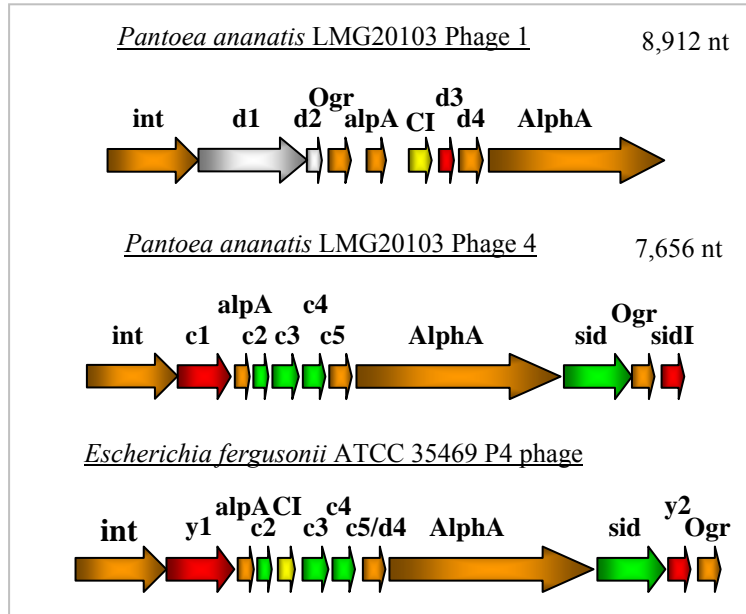 Pantoea ananatis LMG20103 Phage 1 8,912 nt
Ogr d3
int d1 d2 alpA CI d4 AlphA
Pantoea ananatis LMG20103 Phage 4 7,656 nt
alpA c4 Ogr
int c1 c2 c3 c5 AlphA sid sidI
Escherichia fergusonii ATCC 35469 P4 phage
alpA CI c4 y2
int y1 c2 c3 c5/d4 AlphA sid Ogr